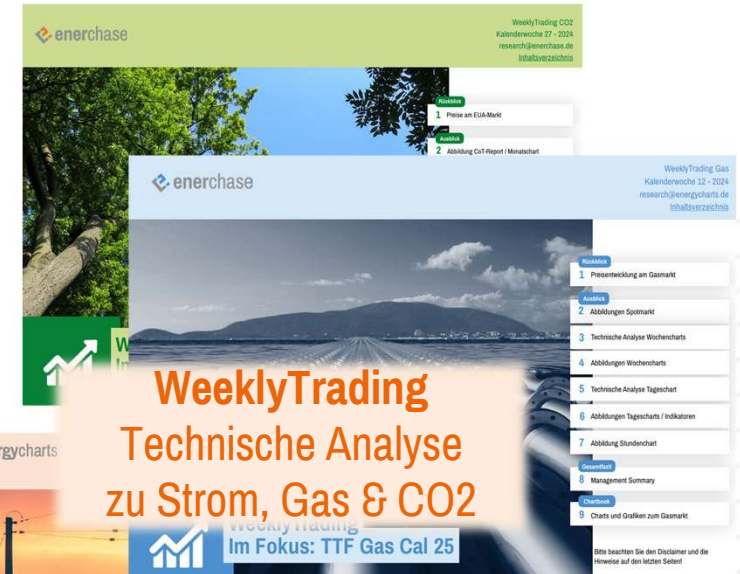 enerchase
WeeklyTrading CO2
Kalenderwoche 27 - 2024
research@enerchase.de
Inhaltsverzeichnis
Rückblick
1 Preise am EUA-Markt
Ausblick
2 Abbildung CoT-Report / Monatschart
enerchase
WeeklyTrading Gas
Kalenderwoche 12 - 2024
research@energycharts.de
Inhaltsverzeichnis
Rückblick
1 Preisentwicklung am Gasmarkt
Ausblick
2 Abbildungen Spotmarkt
3 Technische Analyse Wochencharts
4 Abbildungen Wochencharts
5 Technische Analyse Tageschart
6 Abbildungen Tagescharts / Indikatoren
7 Abbildung Stundenchart
Gesamtfazit
8 Management Summary
Chartbook
9 Charts und Grafiken zum Gasmarkt
Bitte beachten Sie den Disclaimer und die
Hinweise auf den letzten Seiten!
WeeklyTrading
Technische Analyse
zu Strom, Gas & CO2
rgycharts
WeeklyTrading
Im Fokus: TTF Gas Cal 25